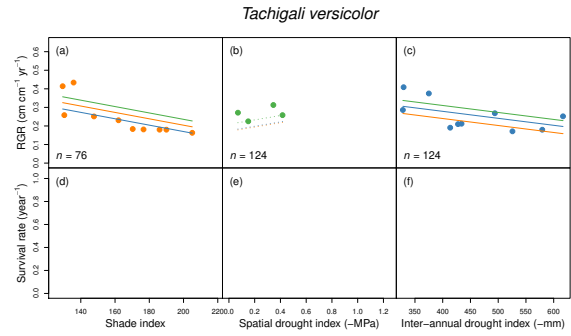 Tachigali versicolor
(a) (b) (c)
RGR (cm cm⁻¹ yr⁻¹)
0.6
0.5
0.4
0.3
0.2
0.1
0.0
n = 76 n = 124 n = 124
(d) (e) (f)
Survival rate (year⁻¹)
1.0
0.8
0.6
0.4
0.2
0.0
140 160 180 200 220 0.0 0.2 0.4 0.6 0.8 1.0 1.2 350 400 450 500 550 600
Shade index Spatial drought index (−MPa) Inter−annual drought index (−mm)